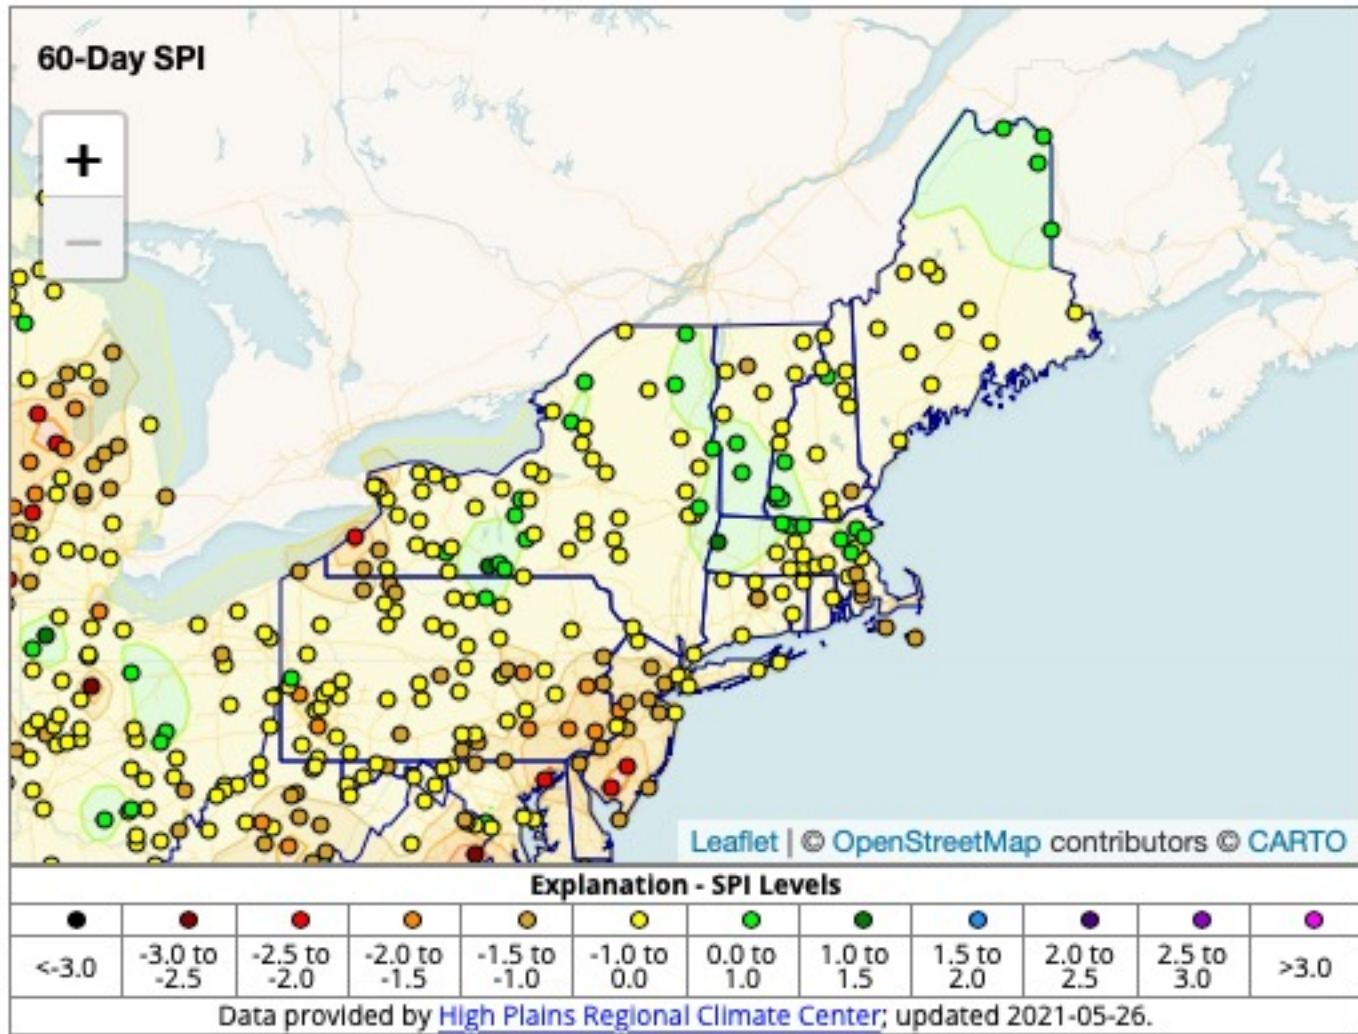 60-Day SPI
+
−
Leaflet | © OpenStreetMap contributors © CARTO
Explanation - SPI Levels
<-3.0
-3.0 to -2.5
-2.5 to -2.0
-2.0 to -1.5
-1.5 to -1.0
-1.0 to 0.0
0.0 to 1.0
1.0 to 1.5
1.5 to 2.0
2.0 to 2.5
2.5 to 3.0
>3.0
Data provided by High Plains Regional Climate Center; updated 2021-05-26.